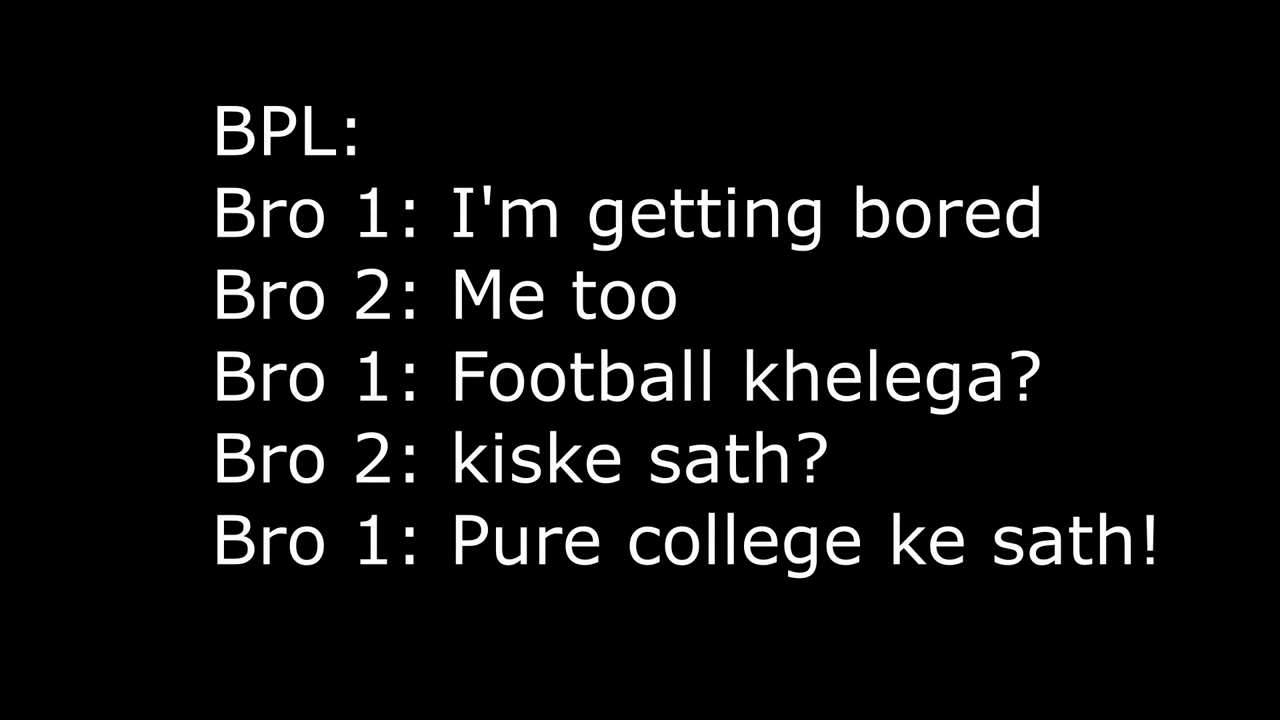 BPL:
Bro 1: I'm getting bored
Bro 2: Me too
Bro 1: Football khelega?
Bro 2: kiske sath?
Bro 1: Pure college ke sath!